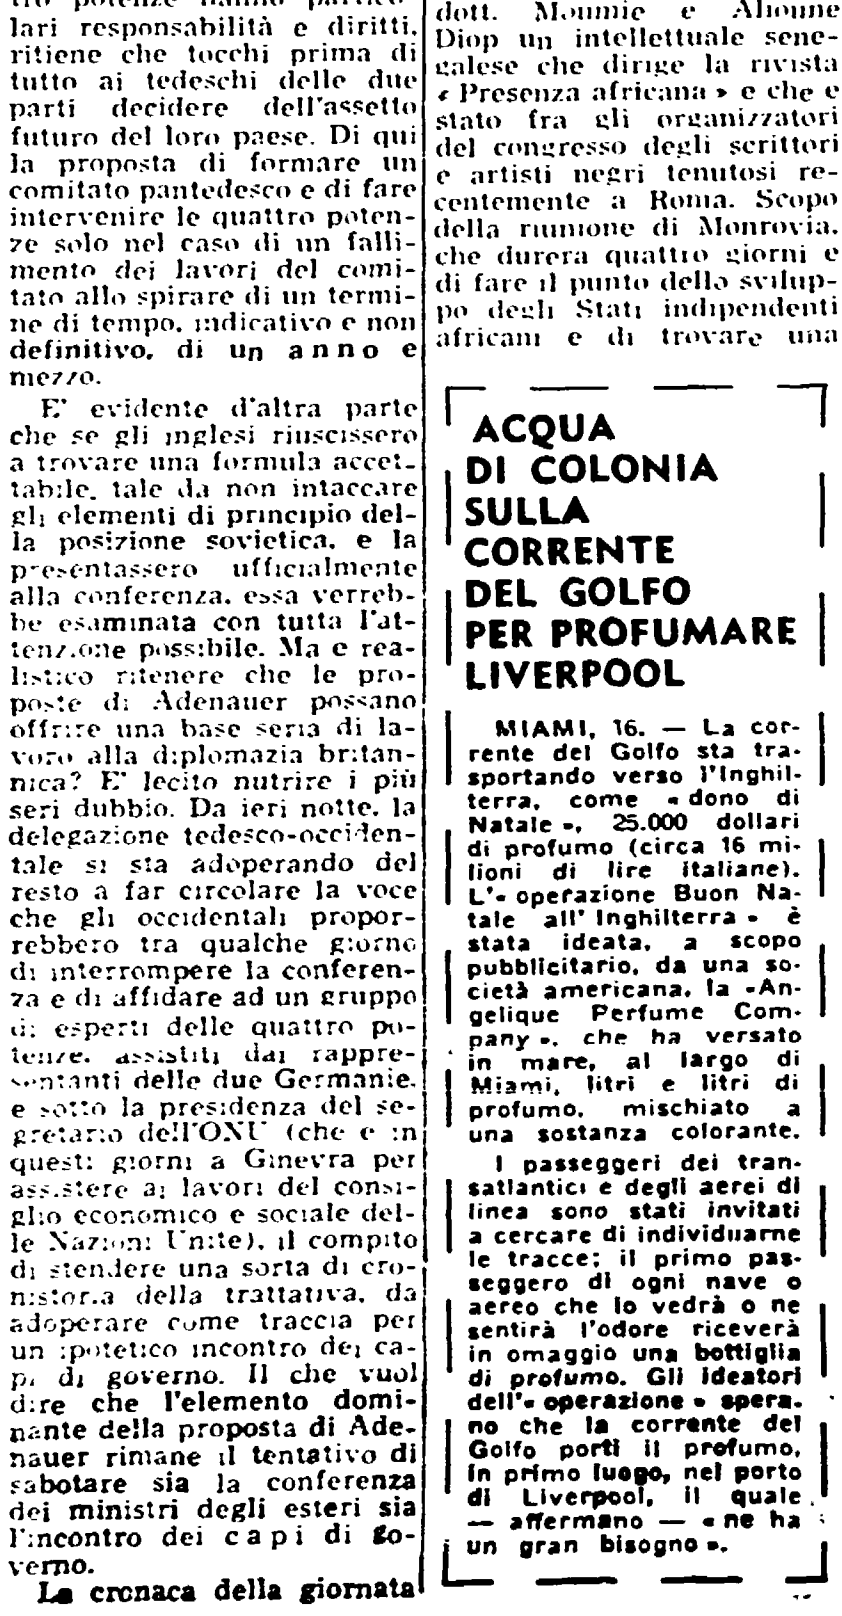 lari responsabilità e diritti,
ritiene che tocchi prima di
tutto ai tedeschi delle due
parti decidere dell'assetto
futuro del loro paese. Di qui
la proposta di formare un
comitato pantedesco e di fare
intervenire le quattro poten-
ze solo nel caso di un falli-
mento dei lavori del comi-
tato allo spirare di un termi-
ne di tempo, indicativo e non
definitivo, di un anno e
mezzo.
E' evidente d'altra parte
che se gli inglesi riuscissero
a trovare una formula accet-
tabile, tale da non intaccare
gli elementi di principio del-
la posizione sovietica, e la
presentassero ufficialmente
alla conferenza, essa verreb-
be esaminata con tutta l'at-
tenzione possibile. Ma e rea-
listico ritenere che le pro-
poste di Adenauer possano
offrire una base seria di la-
voro alla diplomazia britan-
nica? E' lecito nutrire i più
seri dubbio. Da ieri notte, la
delegazione tedesco-occiden-
tale si sta adoperando del
resto a far circolare la voce
che gli occidentali propor-
rebbero tra qualche giorno
di interrompere la conferen-
za e di affidare ad un gruppo
di esperti delle quattro po-
tenze, assistiti dai rappre-
sentanti delle due Germanie,
e sotto la presidenza del se-
gretario dell'ONU (che e in
questi giorni a Ginevra per
assistere ai lavori del consi-
glio economico e sociale del-
le Nazioni Unite), il compito
di stendere una sorta di cro-
nistoria della trattativa, da
adoperare come traccia per
un ipotetico incontro dei ca-
pi di governo. Il che vuol
dire che l'elemento domi-
nante della proposta di Ade-
nauer rimane il tentativo di
sabotare sia la conferenza
dei ministri degli esteri sia
l'incontro dei capi di go-
verno.
La cronaca della giornata
dott. Moumie e Alioune
Diop un intellettuale sene-
galese che dirige la rivista
« Presenza africana » e che e
stato fra gli organizzatori
del congresso degli scrittori
e artisti negri tenutosi re-
centemente a Roma. Scopo
della riunione di Monrovia,
che durera quattro giorni e
di fare il punto dello svilup-
po degli Stati indipendenti
africani e di trovare una
ACQUA
DI COLONIA
SULLA
CORRENTE
DEL GOLFO
PER PROFUMARE
LIVERPOOL
MIAMI, 16. — La cor-
rente del Golfo sta tra-
sportando verso l'Inghil-
terra, come « dono di
Natale », 25.000 dollari
di profumo (circa 16 mi-
lioni di lire italiane).
L'« operazione Buon Na-
tale all' Inghilterra » è
stata ideata, a scopo
pubblicitario, da una so-
cietà americana, la «An-
gelique Perfume Com-
pany », che ha versato
in mare, al largo di
Miami, litri e litri di
profumo, mischiato a
una sostanza colorante.
I passeggeri dei tran-
satlantici e degli aerei di
linea sono stati invitati
a cercare di individuarne
le tracce; il primo pas-
seggero di ogni nave o
aereo che lo vedrà o ne
sentirà l'odore riceverà
in omaggio una bottiglia
di profumo. Gli ideatori
dell'« operazione » spera-
no che la corrente del
Golfo porti il profumo,
in primo luogo, nel porto
di Liverpool, il quale
— affermano — « ne ha
un gran bisogno ».